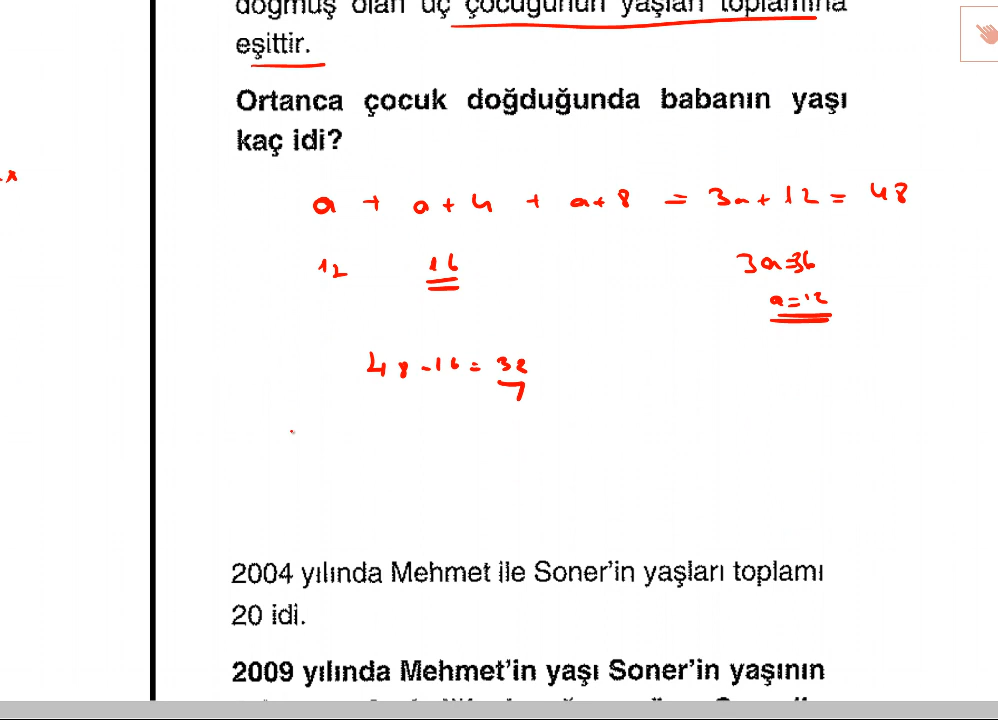 doğmuş olan üç çocuğunun yaşları toplamına
eşittir.
Ortanca çocuk doğduğunda babanın yaşı
kaç idi?
a + a+4 + a+8 = 3a+12 = 48
12 16 3a=36
a=12
48-16=32
2004 yılında Mehmet ile Soner'in yaşları toplamı
20 idi.
2009 yılında Mehmet'in yaşı Soner'in yaşının